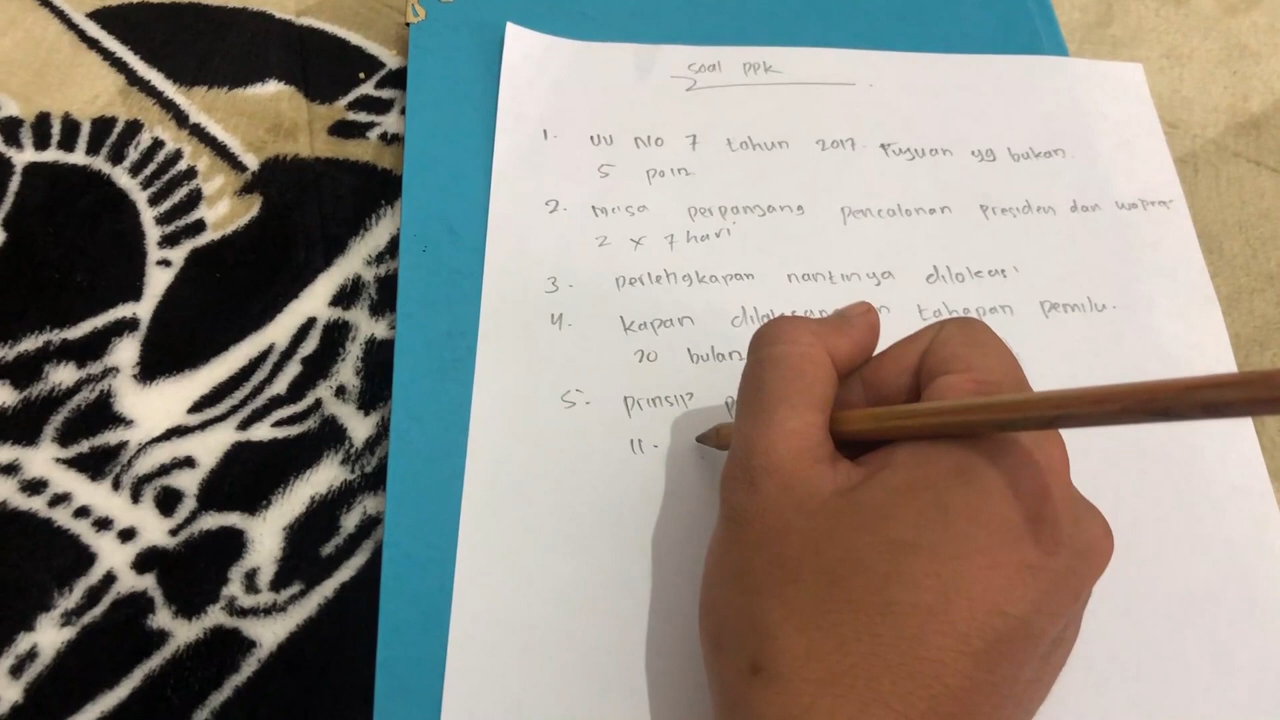 Soal PPK
1. UU No 7 tahun 2017. Tujuan yg bukan
5 poin
2. Masa perpanjang pencalonan Presiden dan wapres
2 x 7 hari
3. perlengkapan nantinya dilokasi
4. kapan tahapan pemilu.
20 bulan
5. prinsip
11.